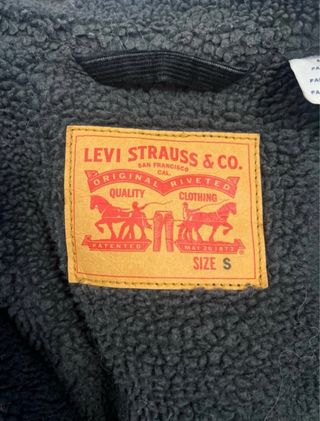 LEVI STRAUSS & CO.
SAN FRANCISCO
CAL.
ORIGINAL RIVETED
QUALITY CLOTHING
PATENTED MAY 20 1873
SIZE S